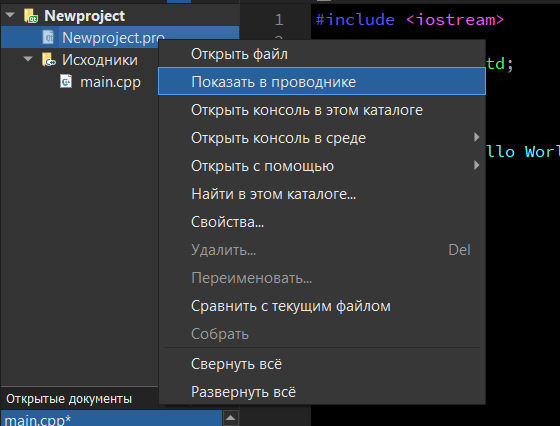 Newproject
Newproject.pro
Исходники
main.cpp
1
2
#include <iostream>
td;
llo Worl
Открыть файл
Показать в проводнике
Открыть консоль в этом каталоге
Открыть консоль в среде
Открыть с помощью
Найти в этом каталоге...
Свойства...
Удалить... Del
Переименовать...
Сравнить с текущим файлом
Собрать
Свернуть всё
Развернуть всё
Открытые документы
main.cpp*